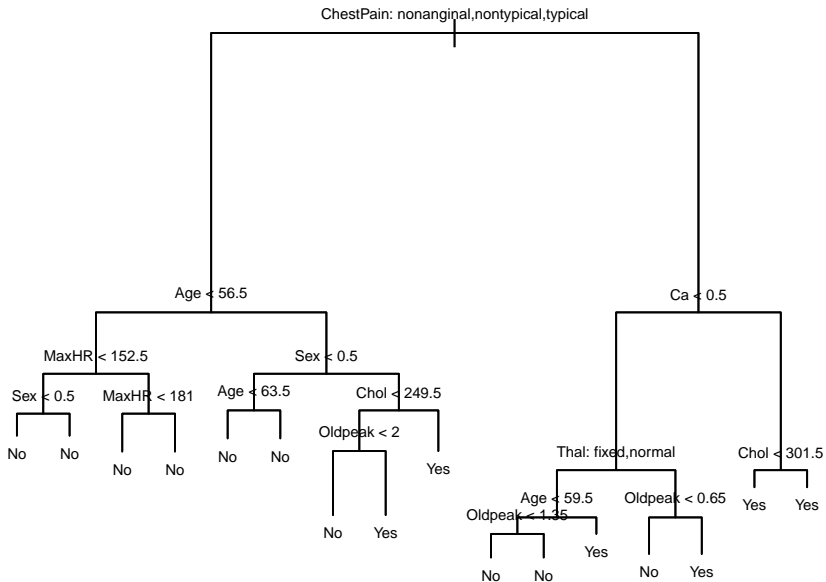 ChestPain: nonanginal,nontypical,typical
Age < 56.5
Ca < 0.5
MaxHR < 152.5
Sex < 0.5
Sex < 0.5
MaxHR < 181
Age < 63.5
Chol < 249.5
Oldpeak < 2
No
No
No
No
No
No
Yes
No
Yes
Thal: fixed,normal
Chol < 301.5
Age < 59.5
Oldpeak < 0.65
Oldpeak < 1.35
Yes
Yes
Yes
No
No
No
Yes